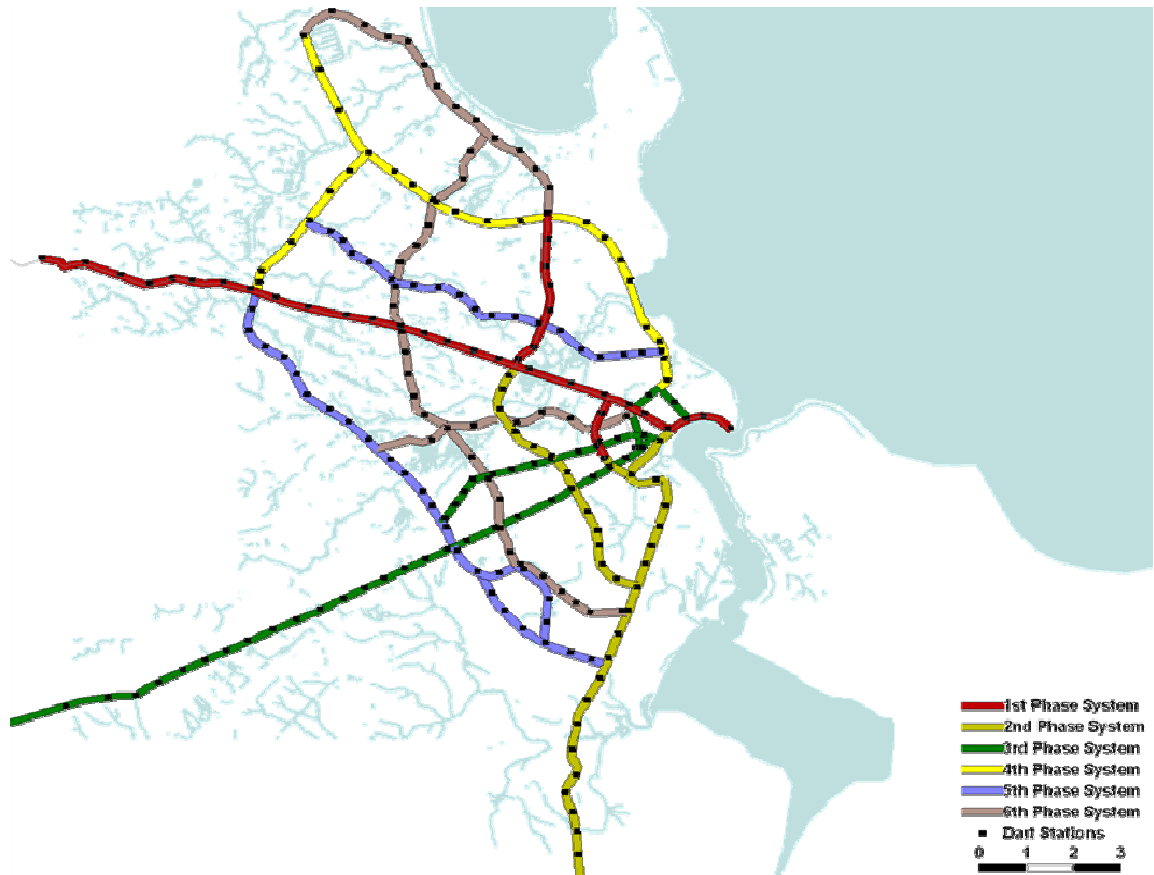 1st Phase System
2nd Phase System
3rd Phase System
4th Phase System
5th Phase System
6th Phase System
Dart Stations
0 1 2 3